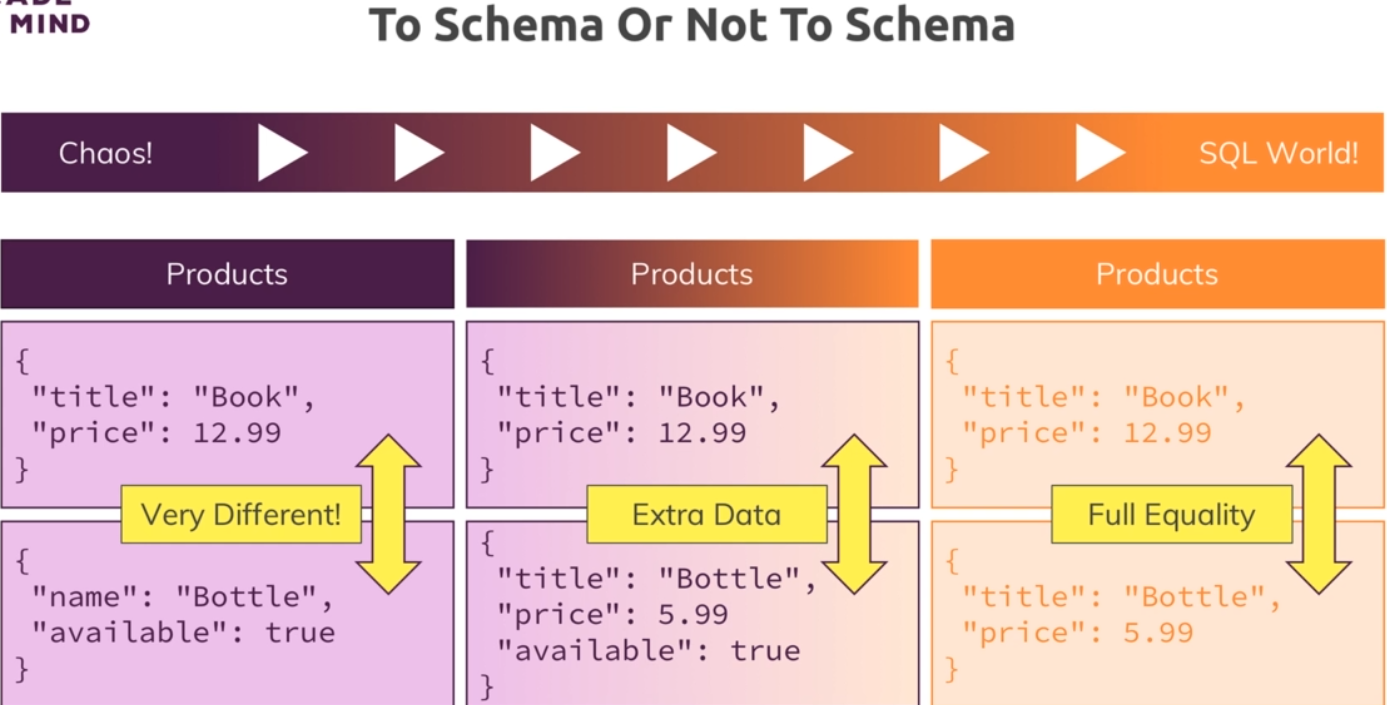 MIND
To Schema Or Not To Schema
Chaos!
SQL World!
Products
{
"title": "Book",
"price": 12.99
}
Very Different!
{
"name": "Bottle",
"available": true
}
Products
{
"title": "Book",
"price": 12.99
}
Extra Data
{
"title": "Bottle",
"price": 5.99
"available": true
}
Products
{
"title": "Book",
"price": 12.99
}
Full Equality
{
"title": "Bottle",
"price": 5.99
}